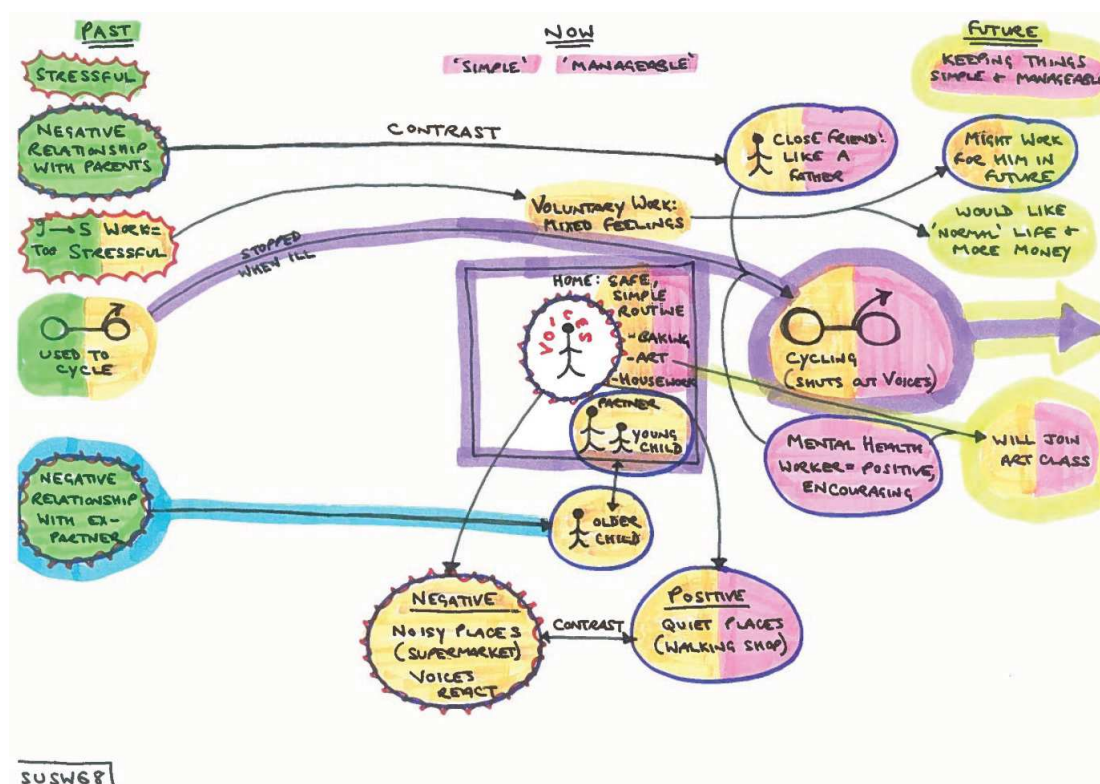 PAST
NOW
FUTURE
'SIMPLE' 'MANAGEABLE'
STRESSFUL
KEEPING THINGS
SIMPLE & MANAGEABLE
NEGATIVE
RELATIONSHIP
WITH PARENTS
CONTRAST
CLOSE FRIEND:
LIKE A
FATHER
MIGHT WORK
FOR HIM IN
FUTURE
J → S WORK=
TOO STRESSFUL
VOLUNTARY WORK:
MIXED FEELINGS
WOULD LIKE
'NORMAL' LIFE &
MORE MONEY
STOPPED
WHEN ILL
USED TO
CYCLE
HOME: SAFE,
SIMPLE
ROUTINE
-BAKING
-ART
-HOUSEWORK
VOICES
PARTNER
YOUNG
CHILD
CYCLING
(SHUTS OUT VOICES)
MENTAL HEALTH
WORKER = POSITIVE,
ENCOURAGING
WILL JOIN
ART CLASS
NEGATIVE
RELATIONSHIP
WITH EX-
PARTNER
OLDER
CHILD
NEGATIVE
NOISY PLACES
(SUPERMARKET)
VOICES
REACT
CONTRAST
POSITIVE
QUIET PLACES
(WALKING SHOP)
SUSW68